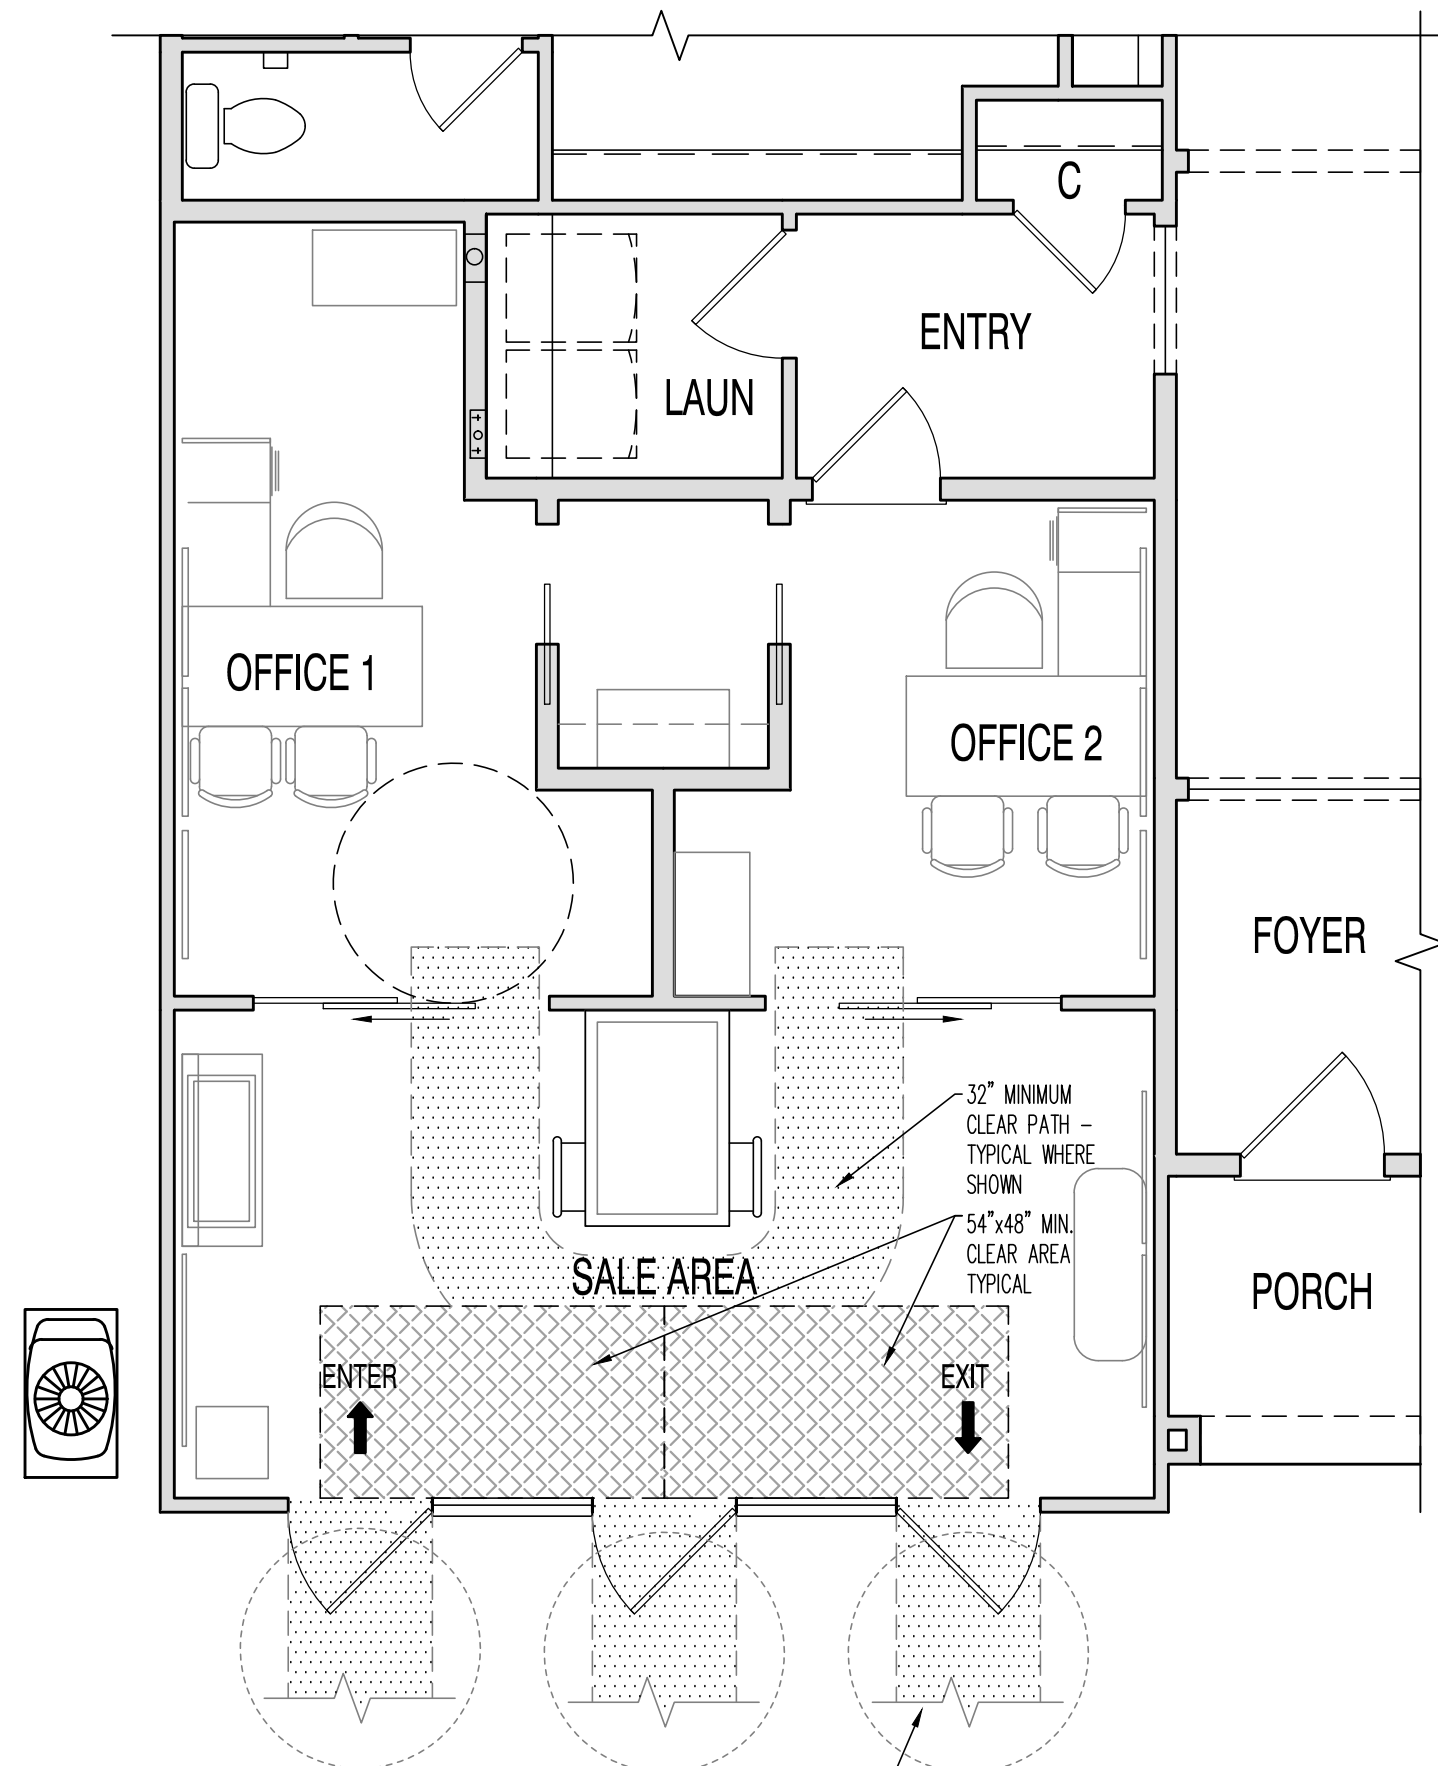 C
ENTRY
LAUN
OFFICE 1
OFFICE 2
FOYER
32" MINIMUM
CLEAR PATH –
TYPICAL WHERE
SHOWN
54"x48" MIN.
CLEAR AREA
TYPICAL
SALE AREA
PORCH
ENTER
EXIT